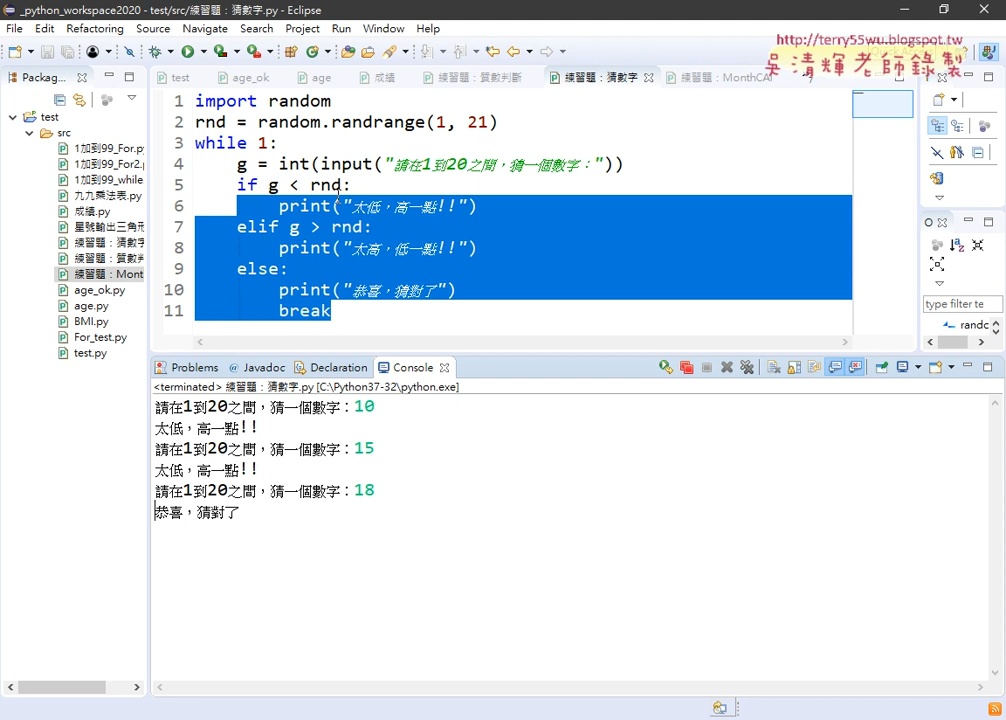 _python_workspace2020 - test/src/練習題：猜數字.py - Eclipse
File Edit Refactoring Source Navigate Search Project Run Window Help
http://terry55wu.blogspot.tw
吳清輝老師錄製
Packag...
test age_ok age 成績 練習題：質數判斷 練習題：猜數字 練習題：MonthCA
test
src
1加到99_For.py
1加到99_For2.p
1加到99_while.
九九乘法表.py
成績.py
星號輸出三角形
練習題：猜數字
練習題：質數判
練習題：Mont
age_ok.py
age.py
BMI.py
For_test.py
test.py
1 import random
2 rnd = random.randrange(1, 21)
3 while 1:
4 g = int(input("請在1到20之間，猜一個數字："))
5 if g < rnd:
6 print("太低，高一點!!")
7 elif g > rnd:
8 print("太高，低一點!!")
9 else:
10 print("恭喜，猜對了")
11 break
type filter te
randc
Problems @ Javadoc Declaration Console
<terminated> 練習題：猜數字.py [C:\Python37-32\python.exe]
請在1到20之間，猜一個數字：10
太低，高一點!!
請在1到20之間，猜一個數字：15
太低，高一點!!
請在1到20之間，猜一個數字：18
恭喜，猜對了